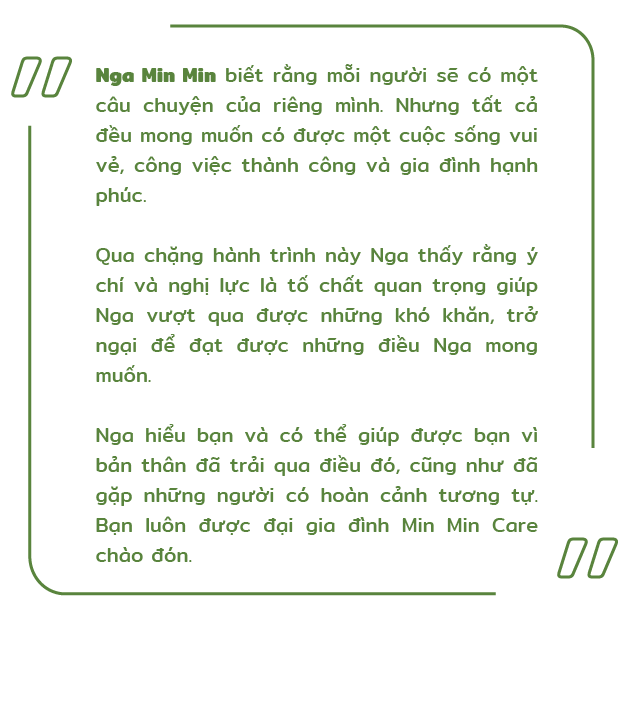 Nga Min Min biết rằng mỗi người sẽ có một
câu chuyện của riêng mình. Nhưng tất cả
đều mong muốn có được một cuộc sống vui
vẻ, công việc thành công và gia đình hạnh
phúc.
Qua chặng hành trình này Nga thấy rằng ý
chí và nghị lực là tố chất quan trọng giúp
Nga vượt qua được những khó khăn, trở
ngại để đạt được những điều Nga mong
muốn.
Nga hiểu bạn và có thể giúp được bạn vì
bản thân đã trải qua điều đó, cũng như đã
gặp những người có hoàn cảnh tương tự.
Bạn luôn được đại gia đình Min Min Care
chào đón.